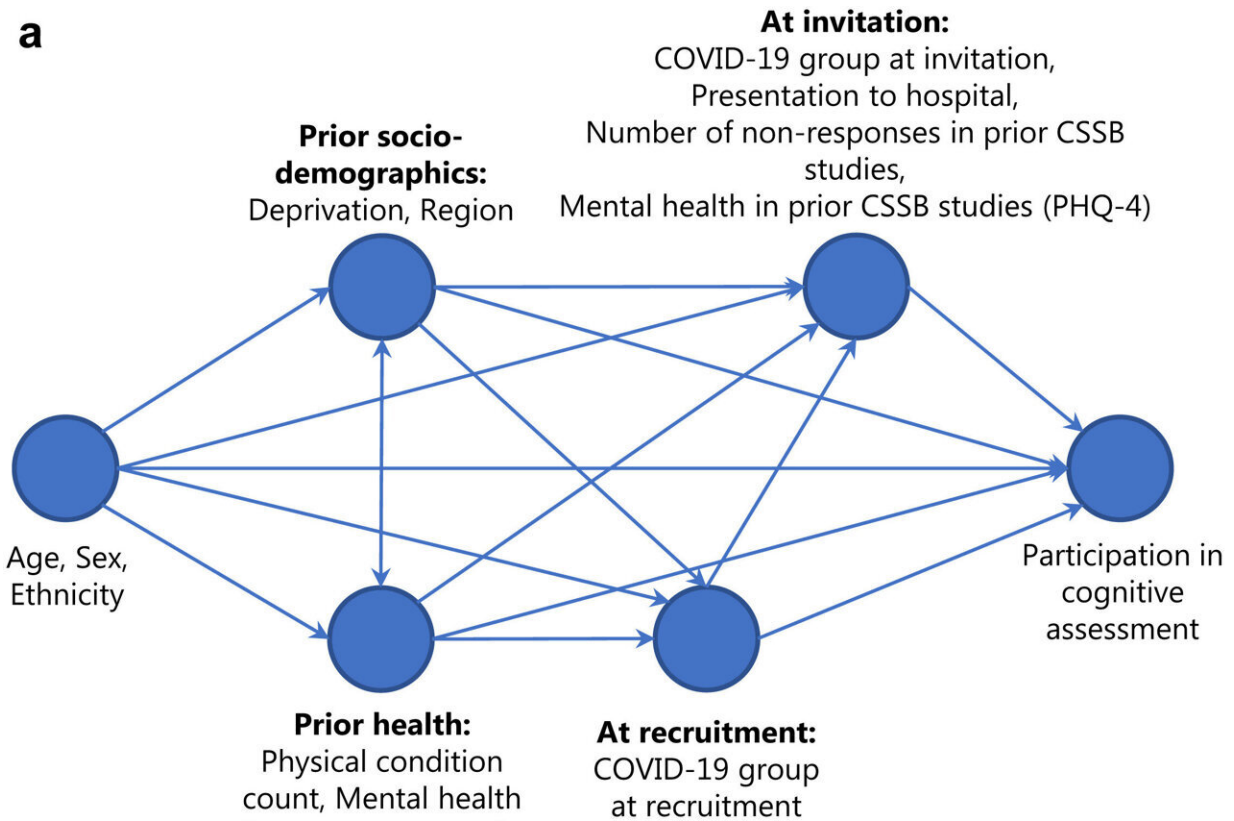 a
At invitation:
COVID-19 group at invitation,
Presentation to hospital,
Number of non-responses in prior CSSB
studies,
Mental health in prior CSSB studies (PHQ-4)
Prior socio-
demographics:
Deprivation, Region
Age, Sex,
Ethnicity
Participation in
cognitive
assessment
Prior health:
Physical condition
count, Mental health
At recruitment:
COVID-19 group
at recruitment